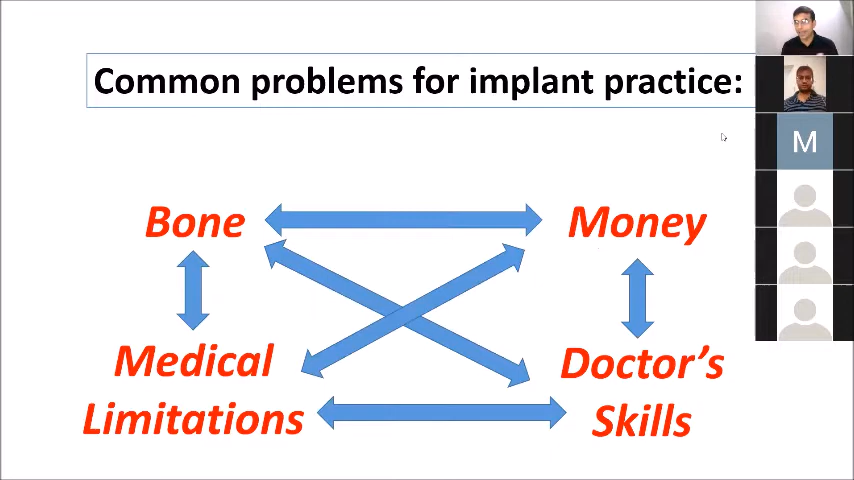 Common problems for implant practice:
M
Bone
Money
Medical
Limitations
Doctor’s
Skills